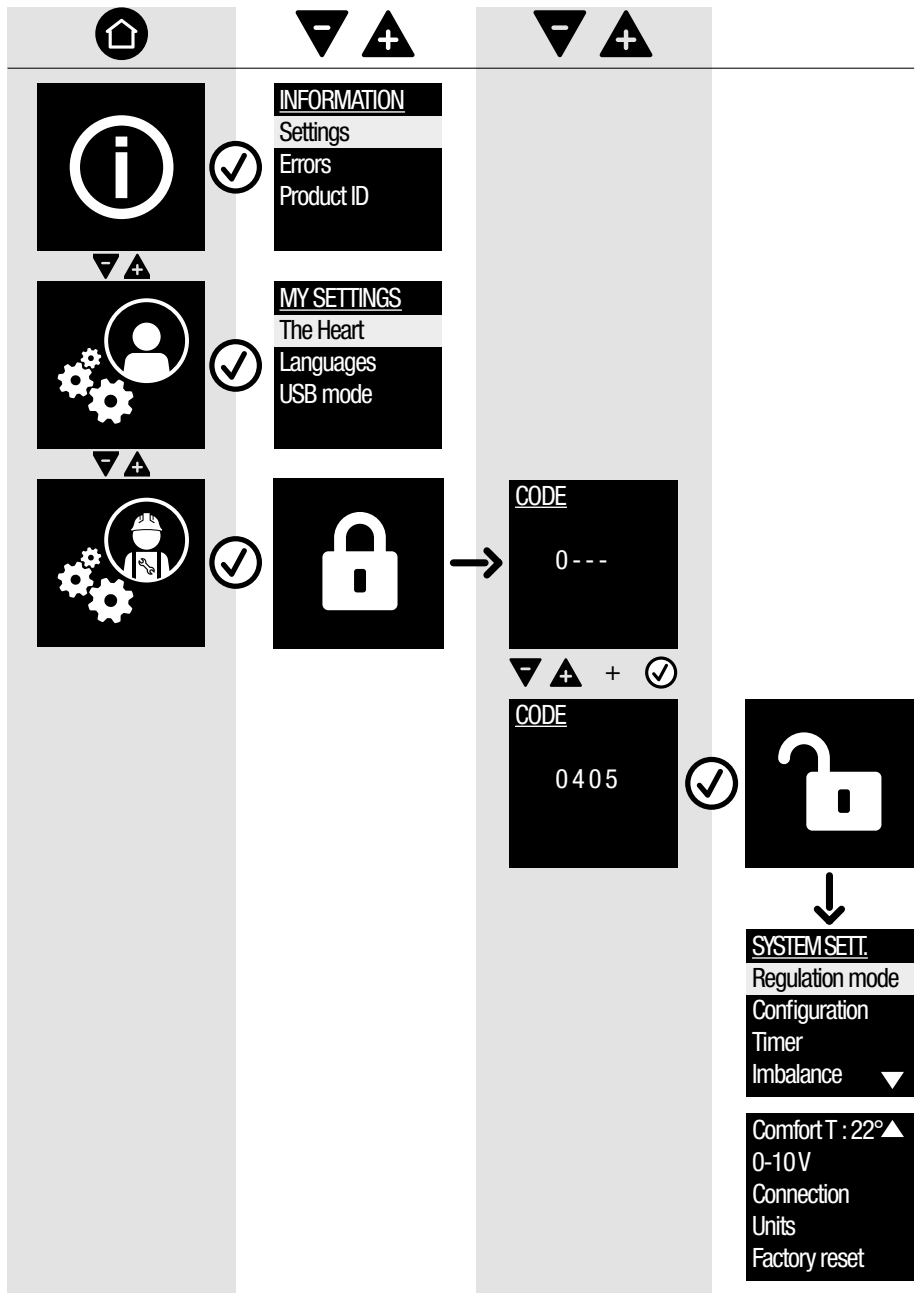 INFORMATION
Settings
Errors
Product ID
MY SETTINGS
The Heart
Languages
USB mode
CODE
0---
+
CODE
0405
SYSTEM SETT.
Regulation mode
Configuration
Timer
Imbalance
Comfort T : 22°
0-10 V
Connection
Units
Factory reset